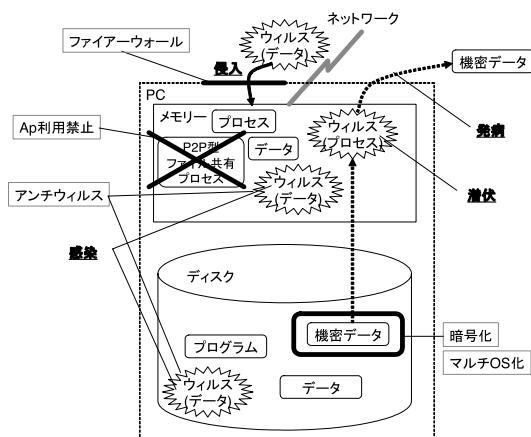 ネットワーク
ファイアーウォール
侵入
ウィルス
(データ)
機密データ
PC
メモリー
プロセス
発病
Ap利用禁止
P2P型
ファイル共有
プロセス
データ
ウィルス
(プロセス)
アンチウィルス
ウィルス
(データ)
潜伏
感染
ディスク
機密データ
プログラム
暗号化
マルチOS化
ウィルス
(データ)
データ